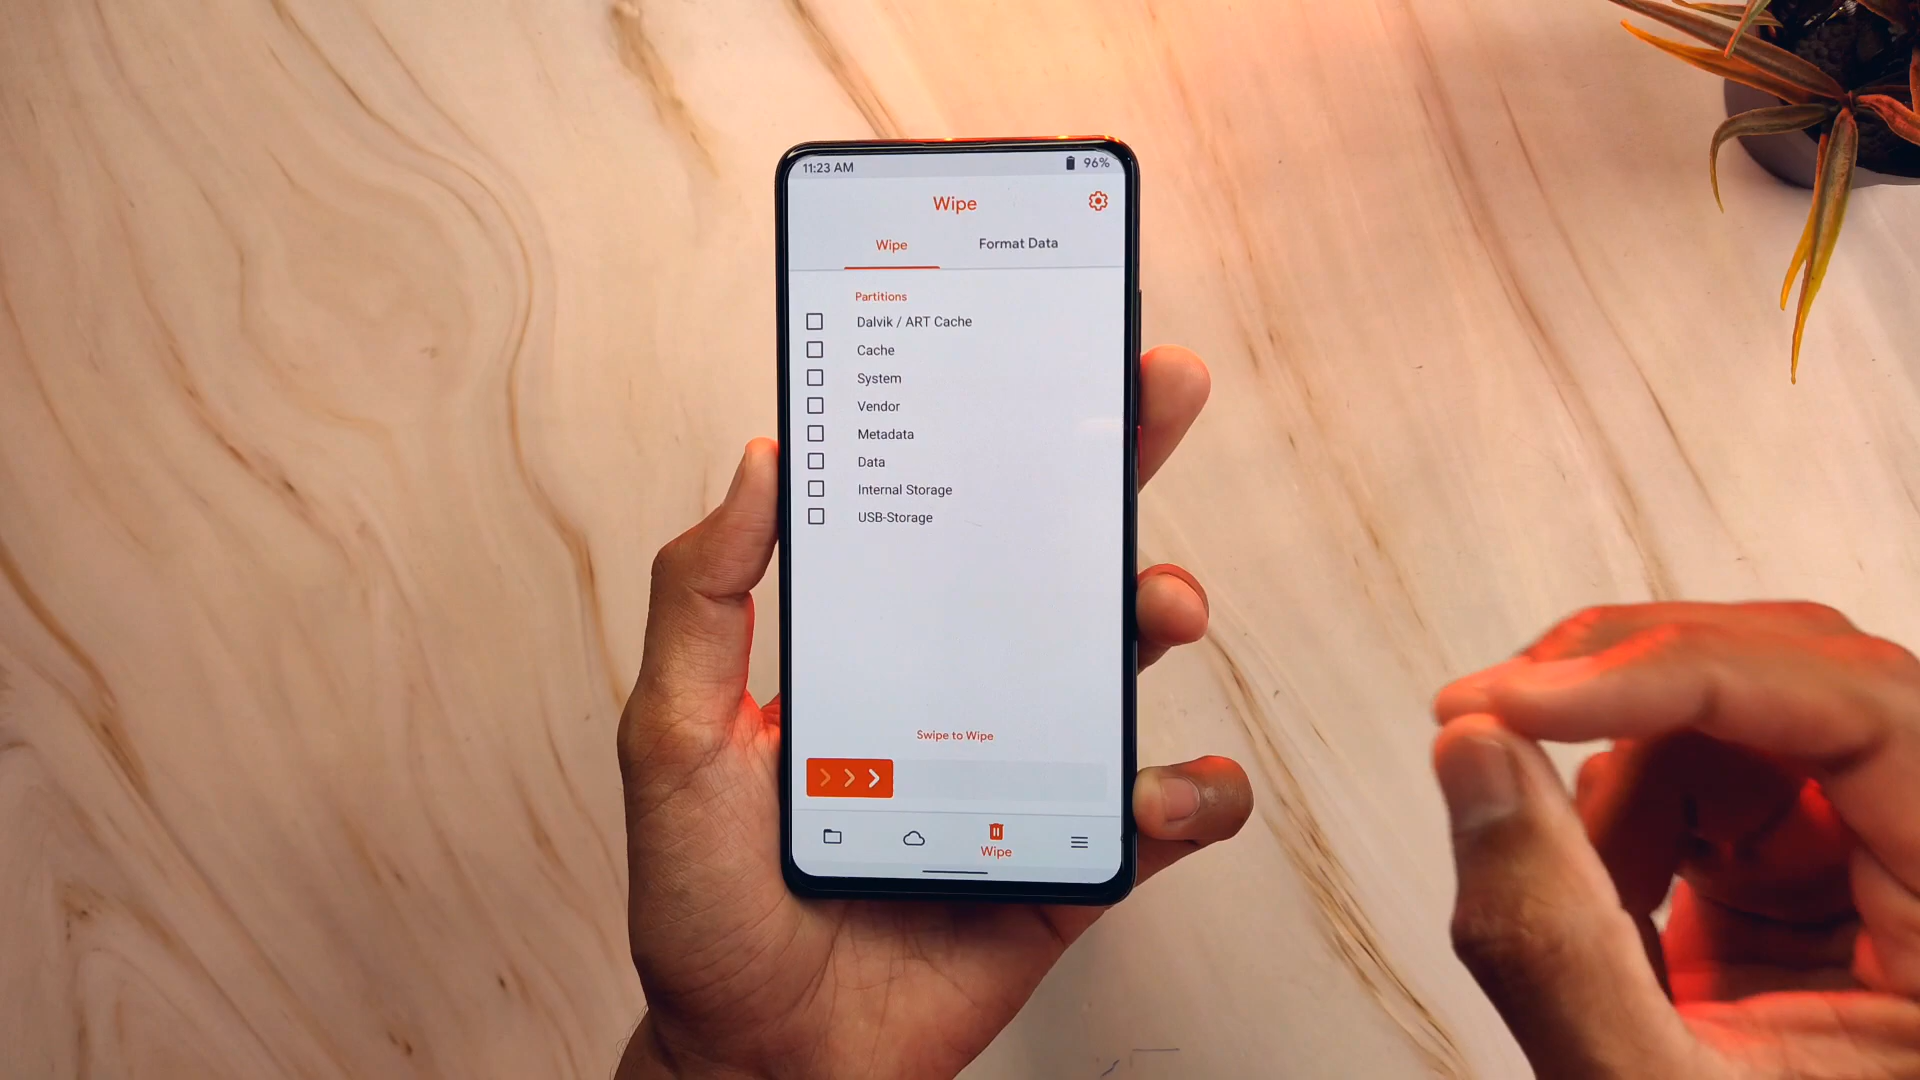 11:23 AM
96%
Wipe
Wipe
Format Data
Partitions
Dalvik / ART Cache
Cache
System
Vendor
Metadata
Data
Internal Storage
USB-Storage
Swipe to Wipe
Wipe